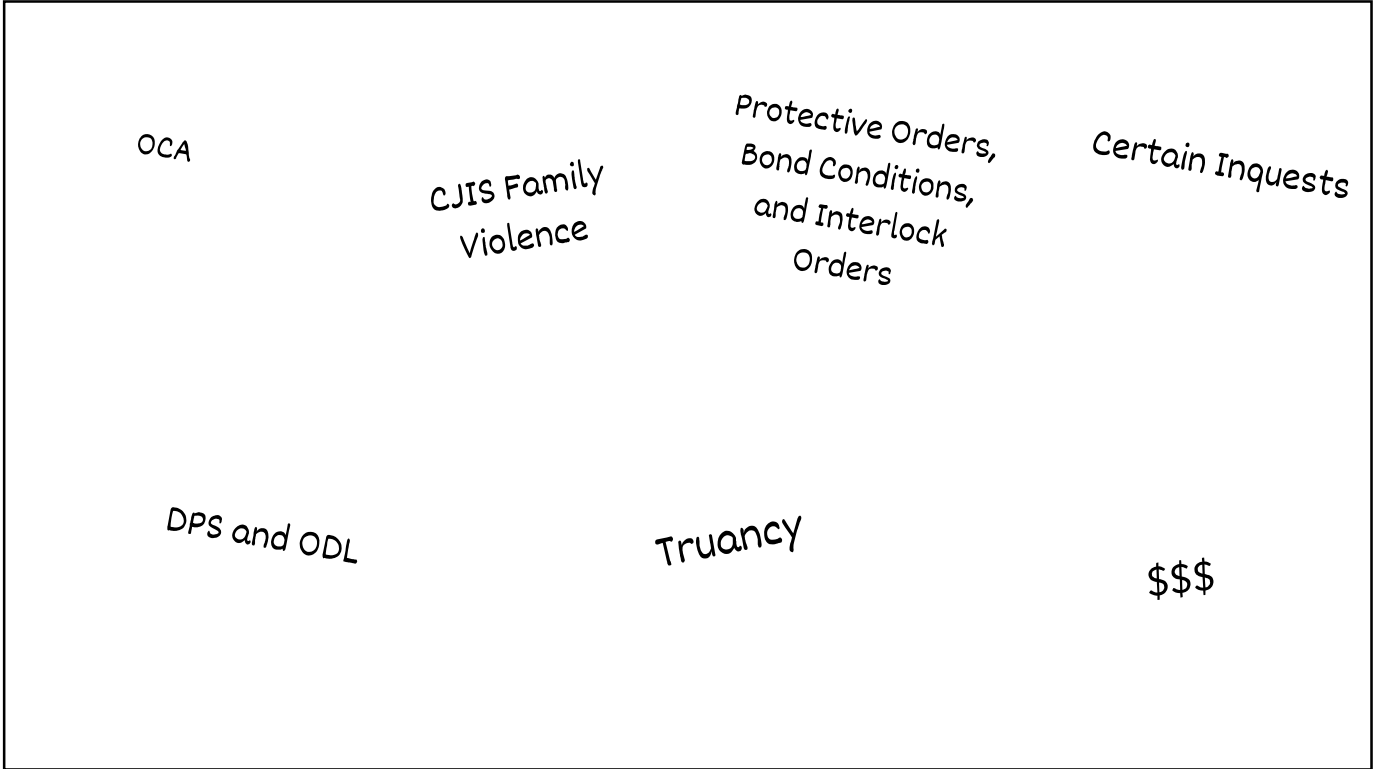 OCA
CJIS Family
Violence
Protective Orders,
Bond Conditions,
and Interlock
Orders
Certain Inquests
DPS and ODL
Truancy
$$$